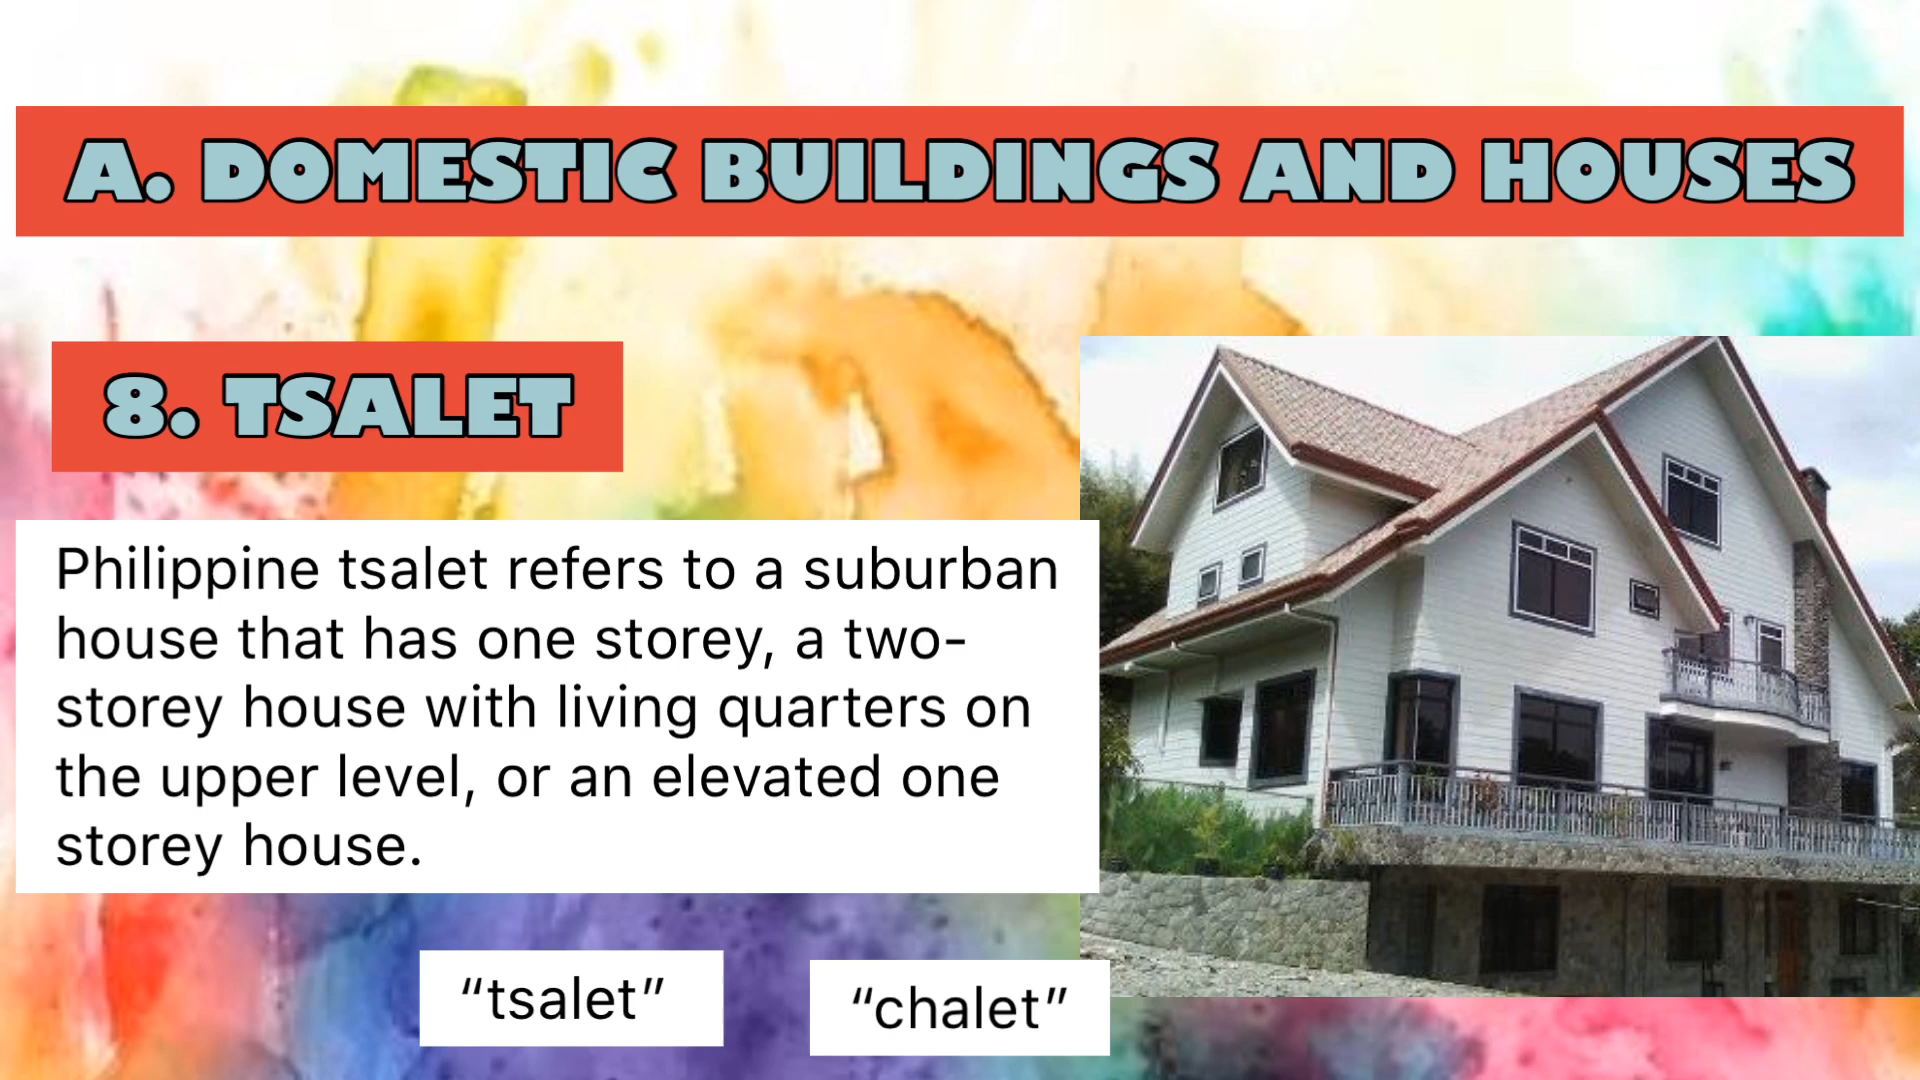 A. DOMESTIC BUILDINGS AND HOUSES
8. TSALET
Philippine tsalet refers to a suburban
house that has one storey, a two-
storey house with living quarters on
the upper level, or an elevated one
storey house.
“tsalet”
“chalet”